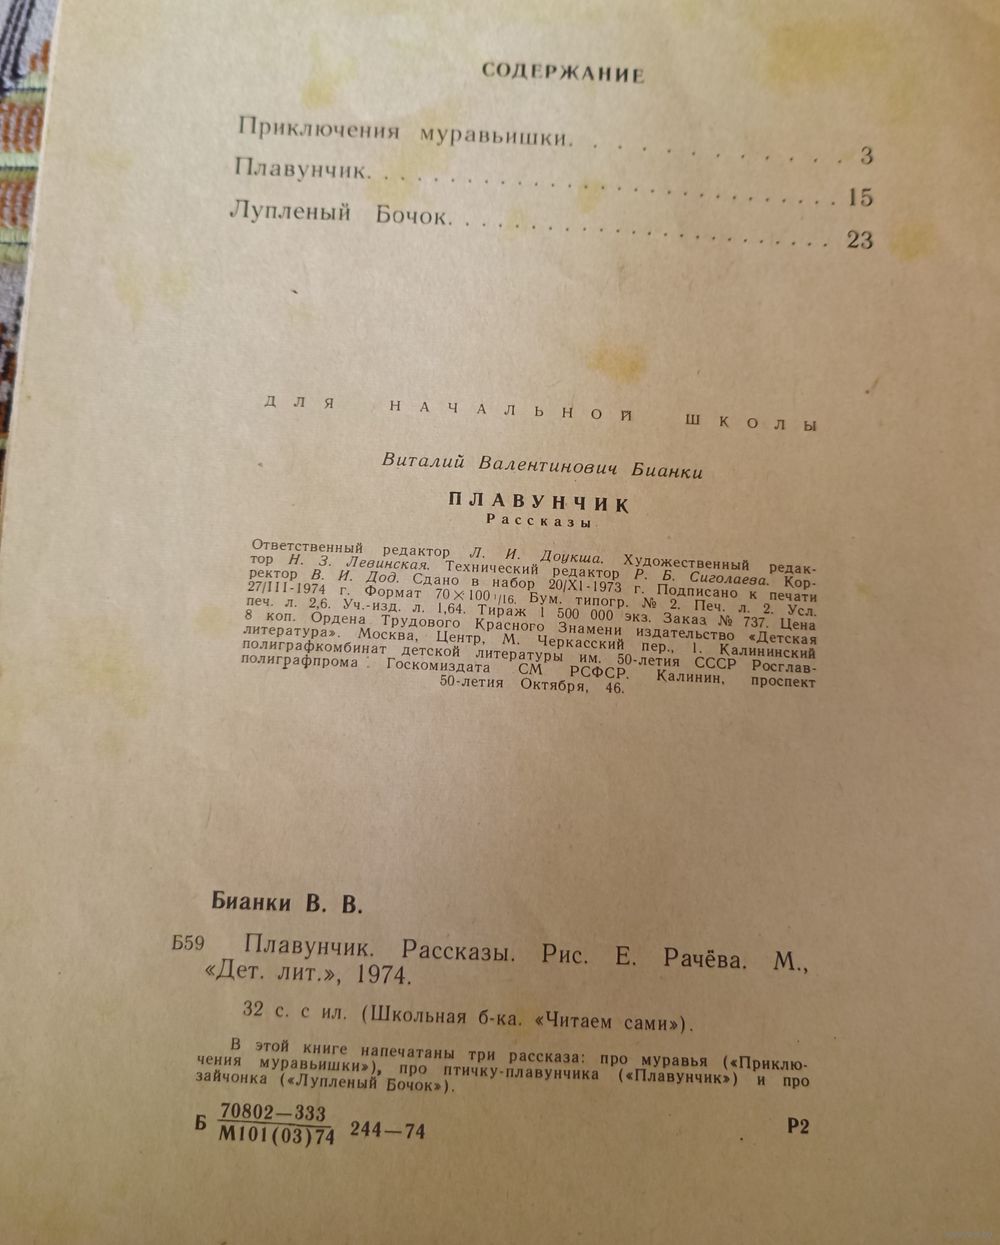 СОДЕРЖАНИЕ
Приключения муравьишки. . . . . . . . . . . . 3
Плавунчик. . . . . . . . . . . . . . . . . . . . . . 15
Лупленый Бочок. . . . . . . . . . . . . . . . . . 23
ДЛЯ НАЧАЛЬНОЙ ШКОЛЫ
Виталий Валентинович Бианки
ПЛАВУНЧИК
Рассказы
Ответственный редактор Л. И. Доукша. Художественный редак-
тор Н. З. Левинская. Технический редактор Р. Б. Сиголаева. Кор-
ректор В. И. Дод. Сдано в набор 20/XI-1973 г. Подписано к печати
27/III-1974 г. Формат 70×100 1/16. Бум. типогр. № 2. Печ. л. 2. Усл.
печ. л. 2,6. Уч.-изд. л. 1,64. Тираж 1 500 000 экз. Заказ № 737. Цена
8 коп. Ордена Трудового Красного Знамени издательство «Детская
литература». Москва, Центр, М. Черкасский пер., 1. Калининский
полиграфкомбинат детской литературы им. 50-летия СССР Росглав-
полиграфпрома Госкомиздата СМ РСФСР. Калинин, проспект
50-летия Октября, 46.
Бианки В. В.
Б59 Плавунчик. Рассказы. Рис. Е. Рачёва. М.,
«Дет. лит.», 1974.
32 с. с ил. (Школьная б-ка. «Читаем сами»).
В этой книге напечатаны три рассказа: про муравья («Приклю-
чения муравьишки»), про птичку-плавунчика («Плавунчик») и про
зайчонка («Лупленый Бочок»).
Б 70802—333
М101(03)74 244—74 Р2